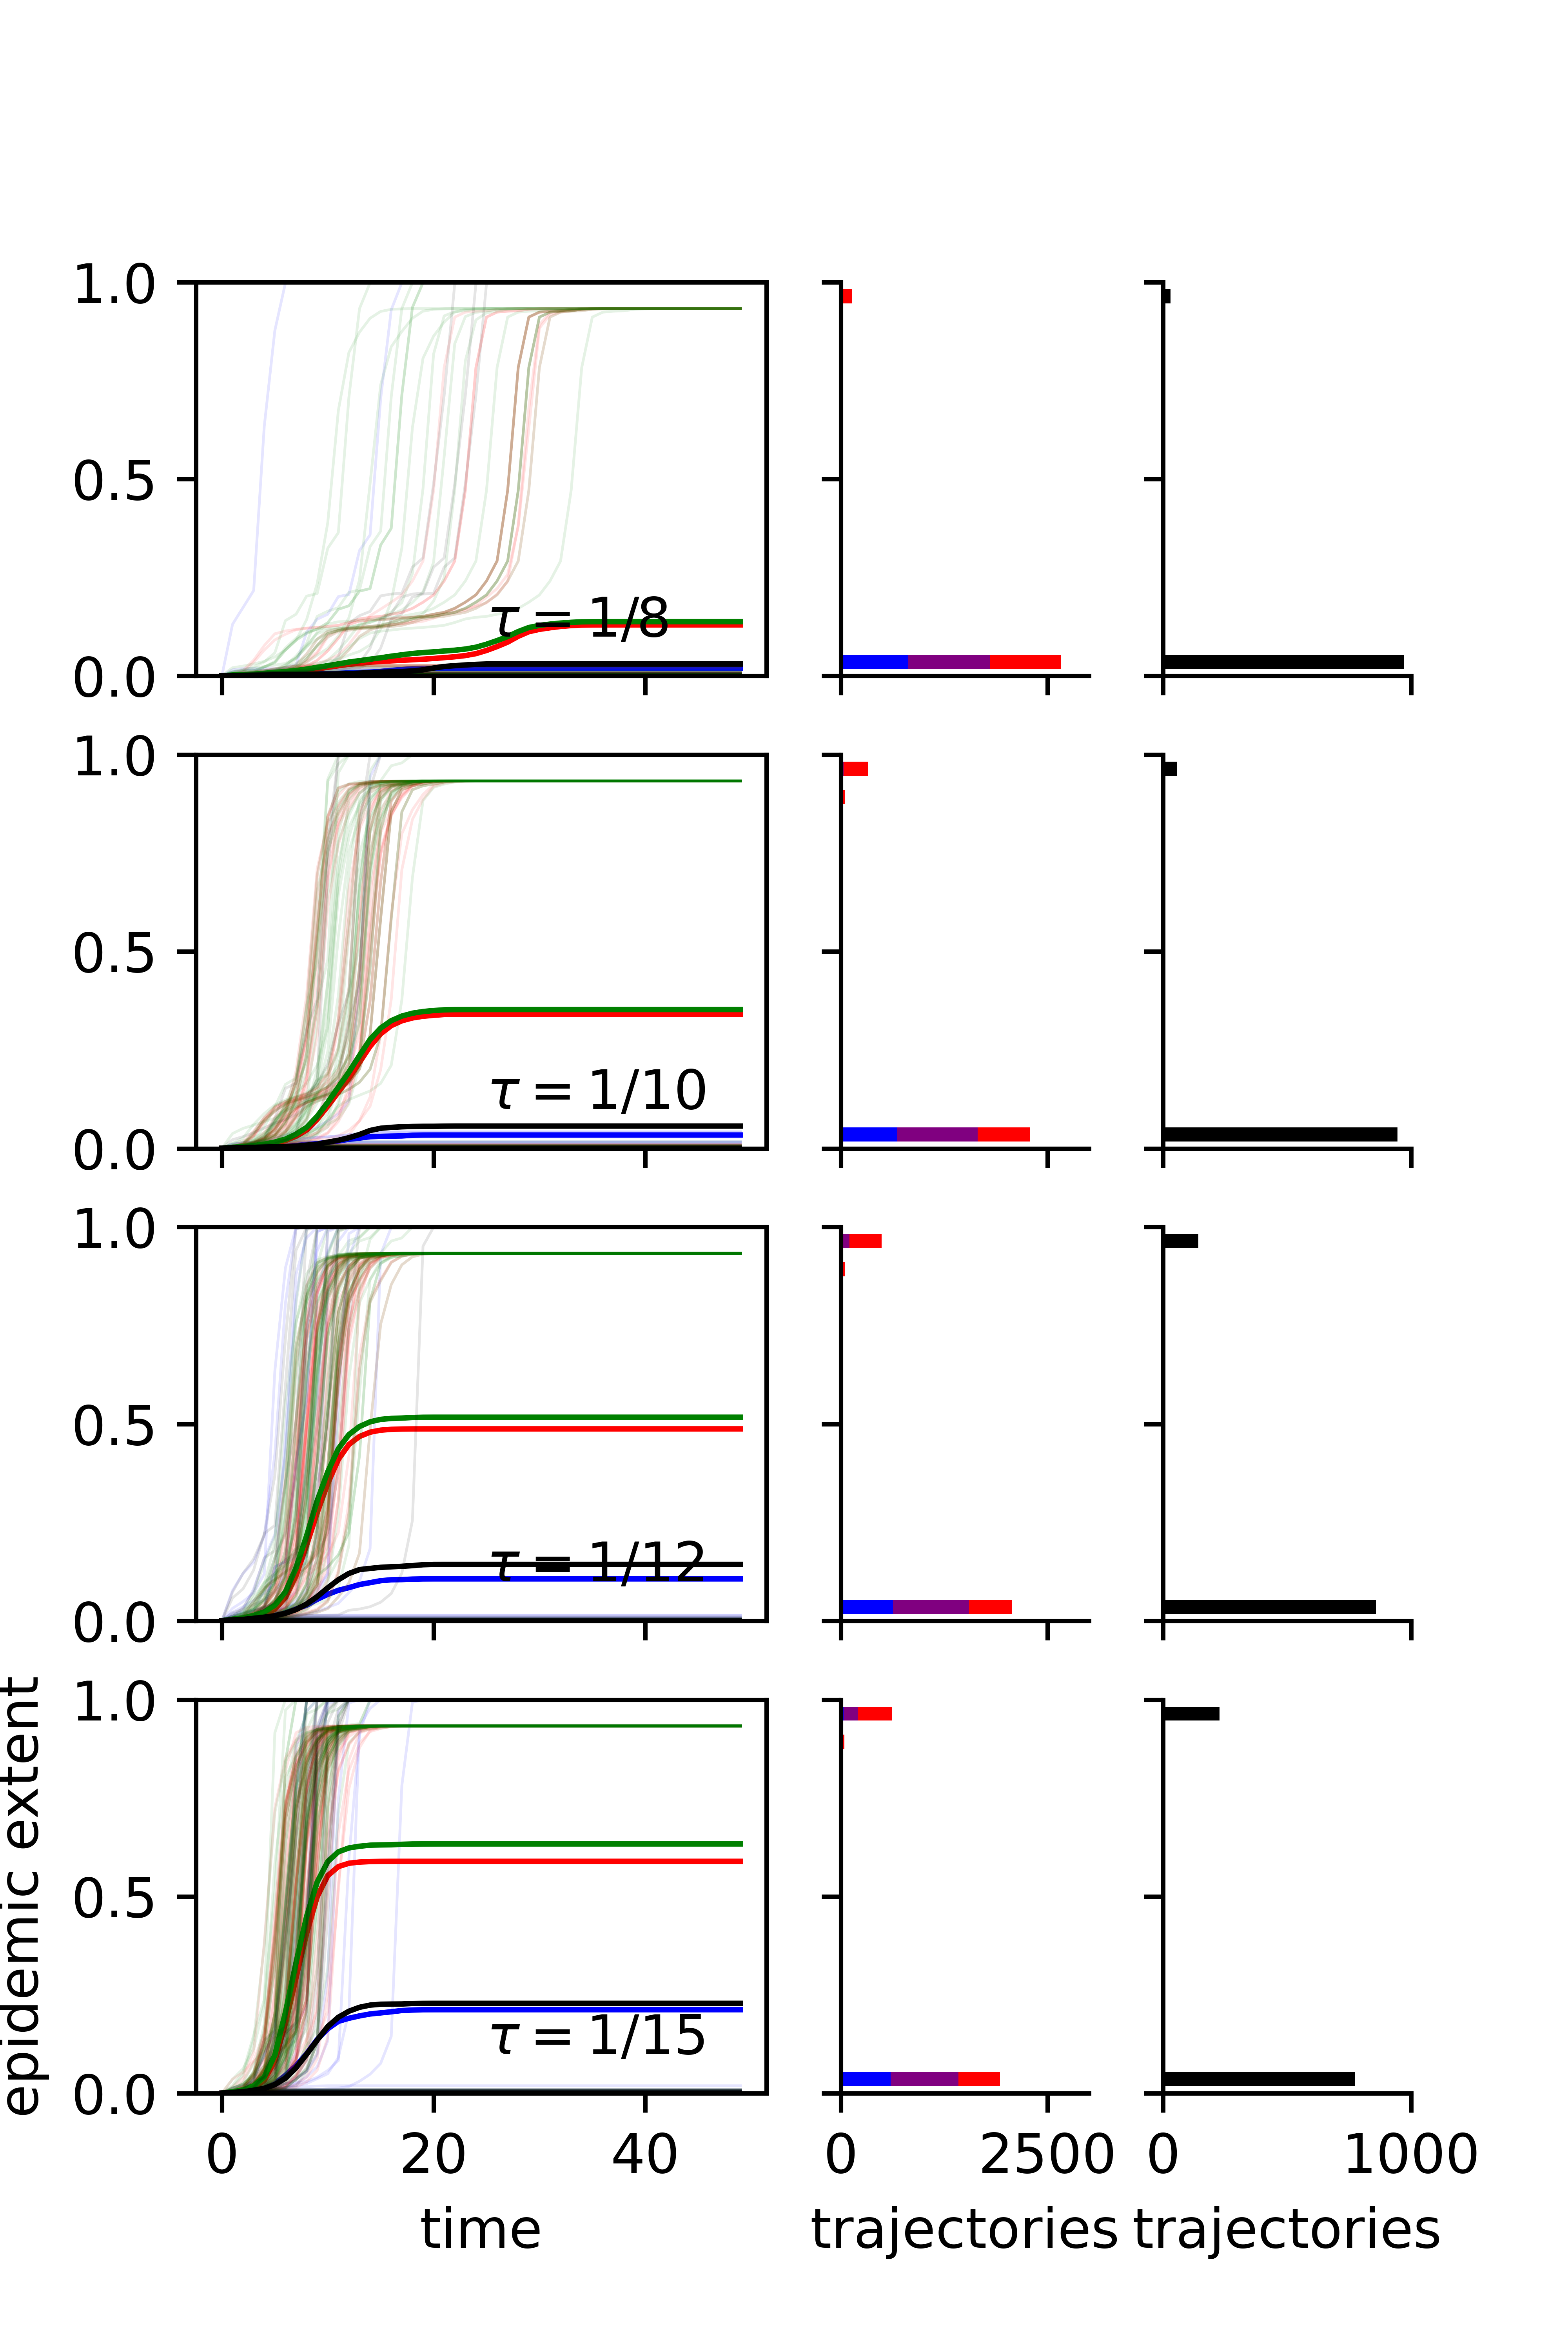 1.0
0.5
τ = 1/8
0.0
1.0
0.5
τ = 1/10
0.0
1.0
0.5
τ = 1/12
0.0
epidemic extent
1.0
0.5
τ = 1/15
0.0
0 20 40 0 2500 0 1000
time trajectories trajectories